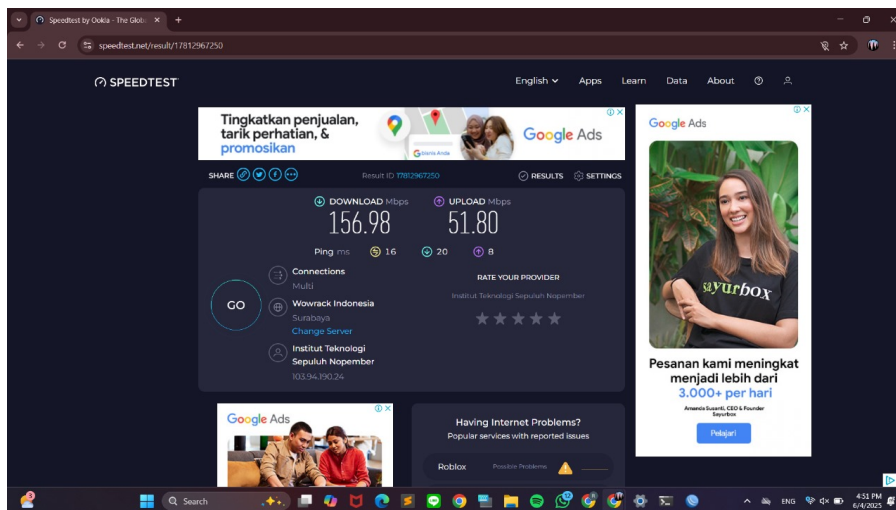 Speedtest by Ookla - The Glob
speedtest.net/result/17812967250
SPEEDTEST
English Apps Learn Data About
Tingkatkan penjualan,
tarik perhatian, &
promosikan
Google Ads
SHARE
Result ID 17812967250
RESULTS SETTINGS
DOWNLOAD Mbps
156.98
UPLOAD Mbps
51.80
Ping ms 16 20 8
GO
Connections
Multi
Wowrack Indonesia
Surabaya
Change Server
Institut Teknologi
Sepuluh Nopember
103.94.190.24
RATE YOUR PROVIDER
Institut Teknologi Sepuluh Nopember
Google Ads
Having Internet Problems?
Popular services with reported issues
Roblox Possible Problems
Google Ads
sayurbox
Pesanan kami meningkat
menjadi lebih dari
3.000+ per hari
Amanda Susanti, CEO & Founder
Sayurbox
Pelajari
3
Search
ENG
4:51 PM
6/4/2025